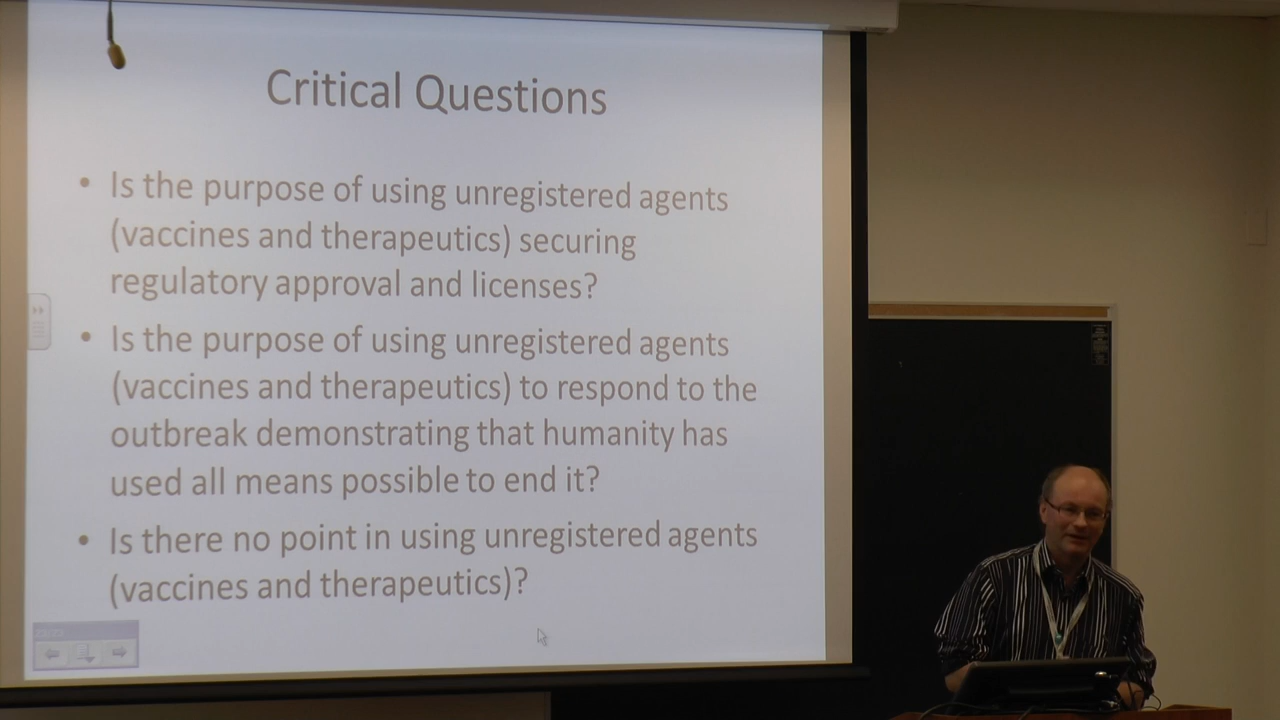 Critical Questions
• Is the purpose of using unregistered agents
(vaccines and therapeutics) securing
regulatory approval and licenses?
• Is the purpose of using unregistered agents
(vaccines and therapeutics) to respond to the
outbreak demonstrating that humanity has
used all means possible to end it?
• Is there no point in using unregistered agents
(vaccines and therapeutics)?